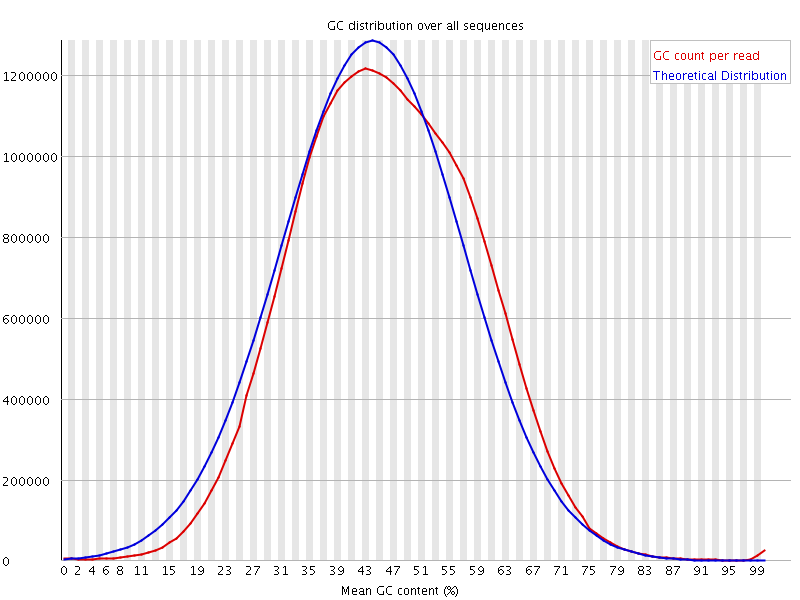 GC distribution over all sequences
GC count per read
Theoretical Distribution
1200000
1000000
800000
600000
400000
200000
0
0 2 4 6 8 11 15 19 23 27 31 35 39 43 47 51 55 59 63 67 71 75 79 83 87 91 95 99
Mean GC content (%)